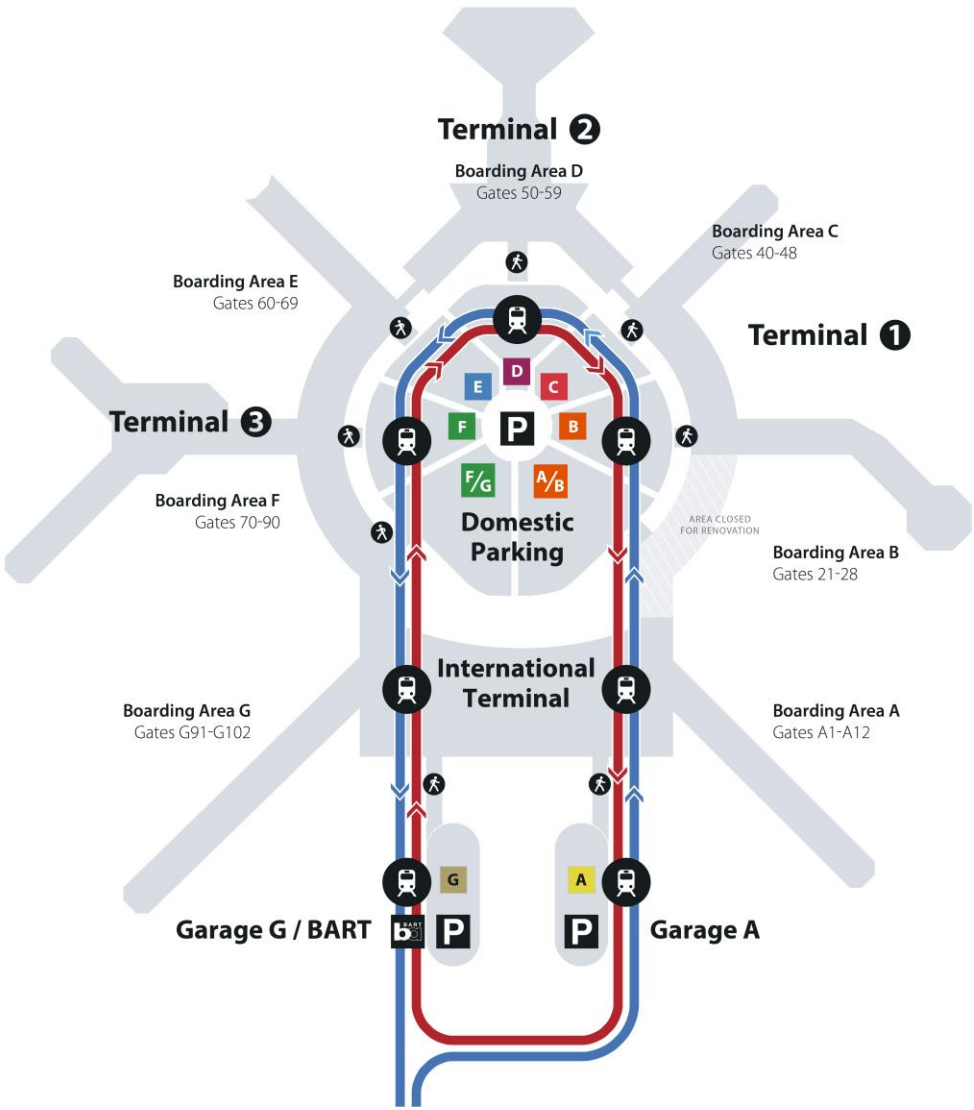 Terminal 2
Boarding Area D
Gates 50-59
Boarding Area C
Gates 40-48
Boarding Area E
Gates 60-69
Terminal 1
D
E
C
Terminal 3
F
P
B
F/G
A/B
Boarding Area F
Gates 70-90
Domestic
Parking
AREA CLOSED
FOR RENOVATION
Boarding Area B
Gates 21-28
International
Terminal
Boarding Area G
Gates G91-G102
Boarding Area A
Gates A1-A12
G
A
Garage G / BART
BART
ba
P
P
Garage A